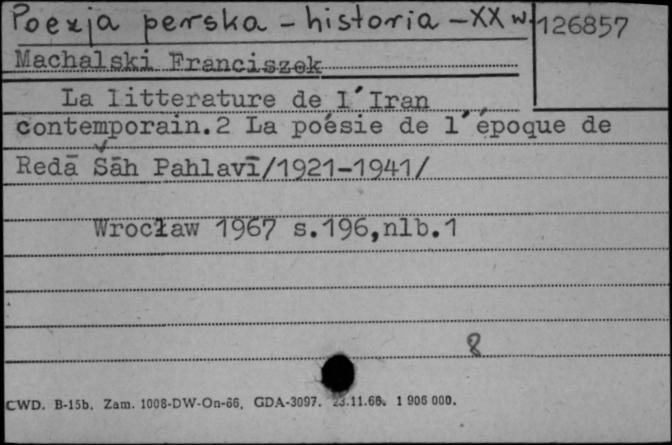 Poezja perska - historia - XX w.
126857
Machalski Franciszek
La litterature de I'Iran
contemporain.2 La poésie de l'époque de
Redā Šāh Pahlavī/1921-1941/
Wrocław 1967 s.196,nlb.1
8
CWD. B-15b. Zam. 1008-DW-On-66, GDA-3097. 23.11.66. 1 906 000.